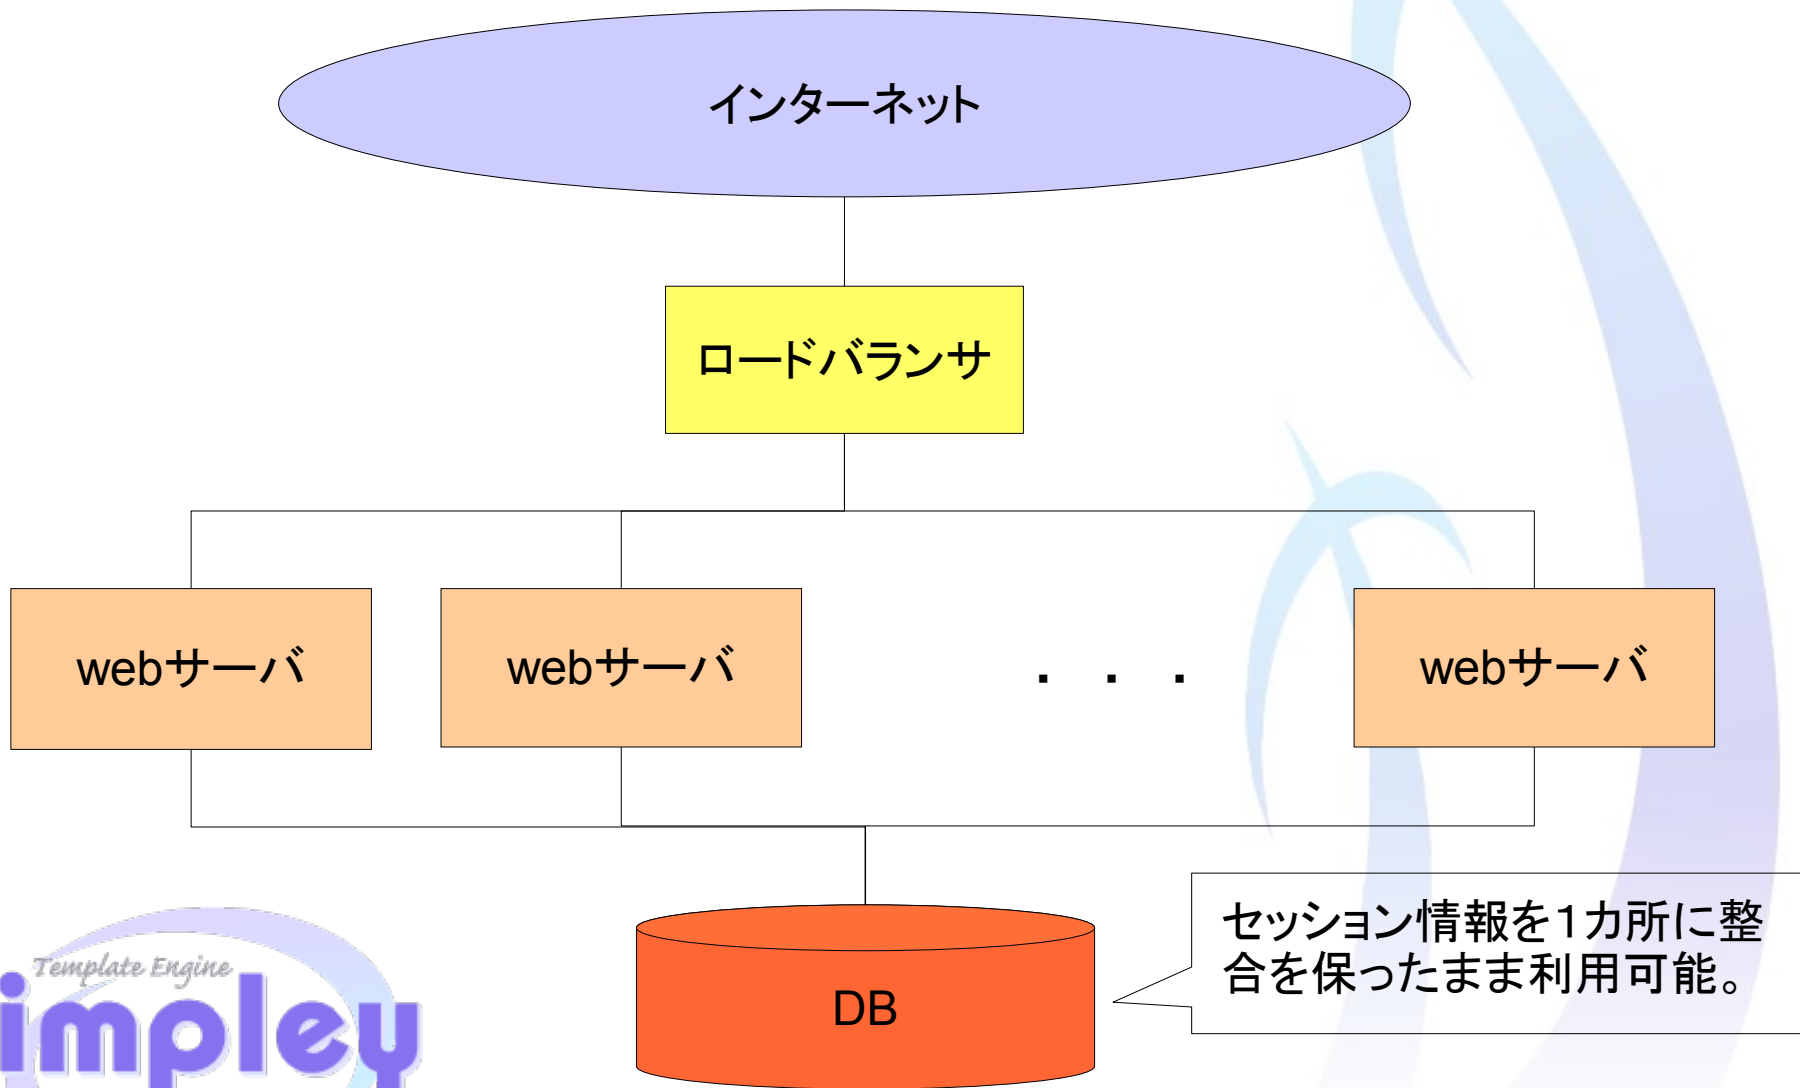 インターネット
ロードバランサ
webサーバ
webサーバ
・・・
webサーバ
セッション情報を１カ所に整
合を保ったまま利用可能。
DB
Template Engine
impley